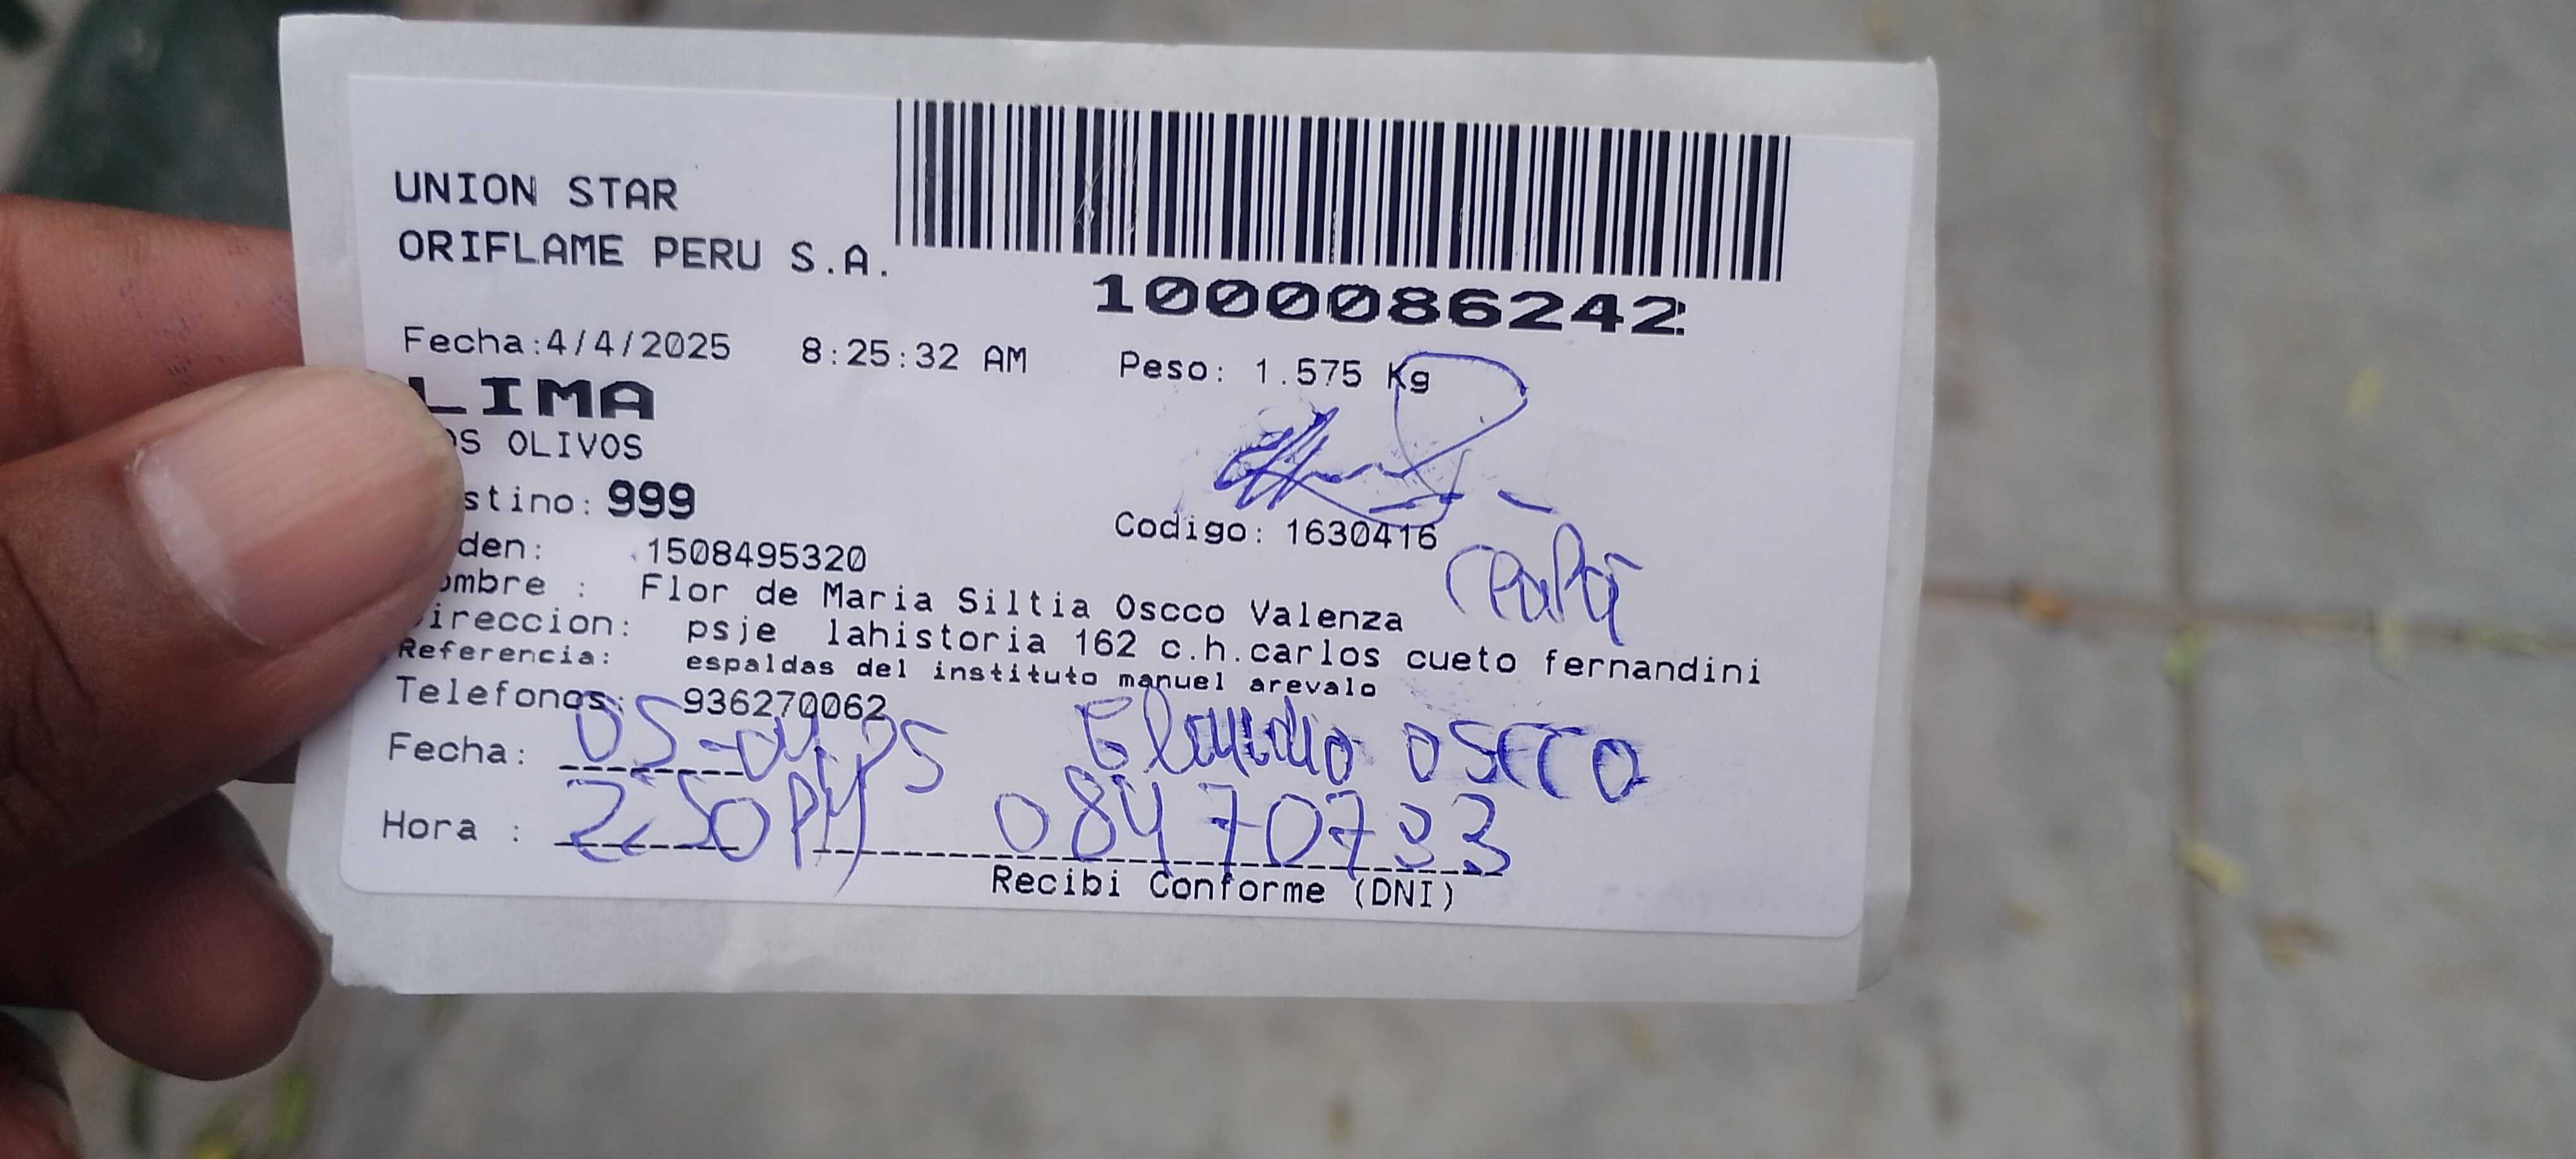 UNION STAR
ORIFLAME PERU S.A.
1000086242
Fecha:4/4/2025 8:25:32 AM Peso: 1.575 Kg
LIMA
OS OLIVOS
stino: 999
Codigo: 1630416
den: 1508495320
ombre : Flor de Maria Siltia Oscco Valenza
ireccion: psje lahistoria 162 c.h.carlos cueto fernandini
Referencia: espaldas del instituto manuel arevalo
Telefonos: 936270062
Fecha: 05-04-25 Claudio OSCCO
Hora : 2:50 PM 08470733
Recibi Conforme (DNI)